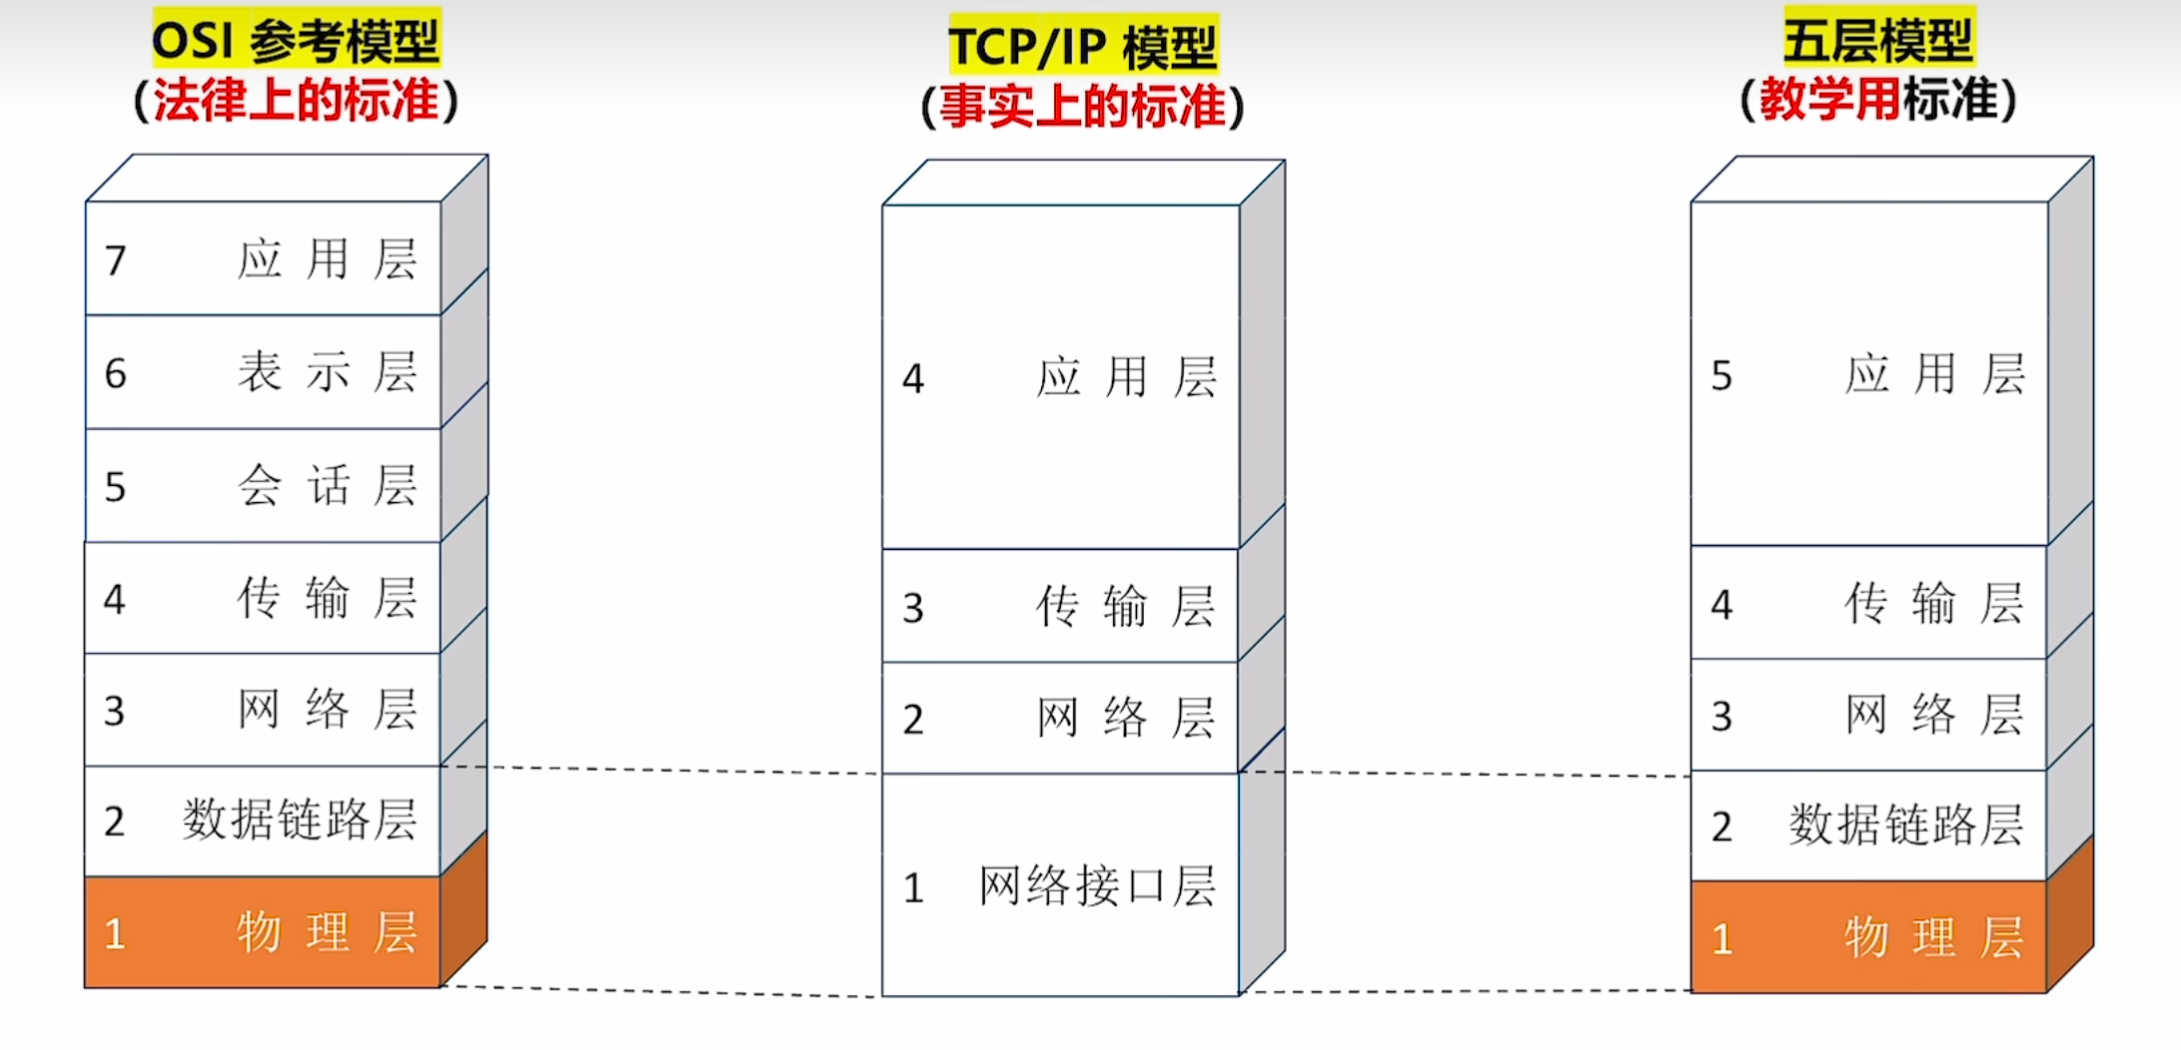 OSI 参考模型
(法律上的标准)
7 应用层
6 表示层
5 会话层
4 传输层
3 网络层
2 数据链路层
1 物理层
TCP/IP 模型
(事实上的标准)
4 应用层
3 传输层
2 网络层
1 网络接口层
五层模型
(教学用标准)
5 应用层
4 传输层
3 网络层
2 数据链路层
1 物理层